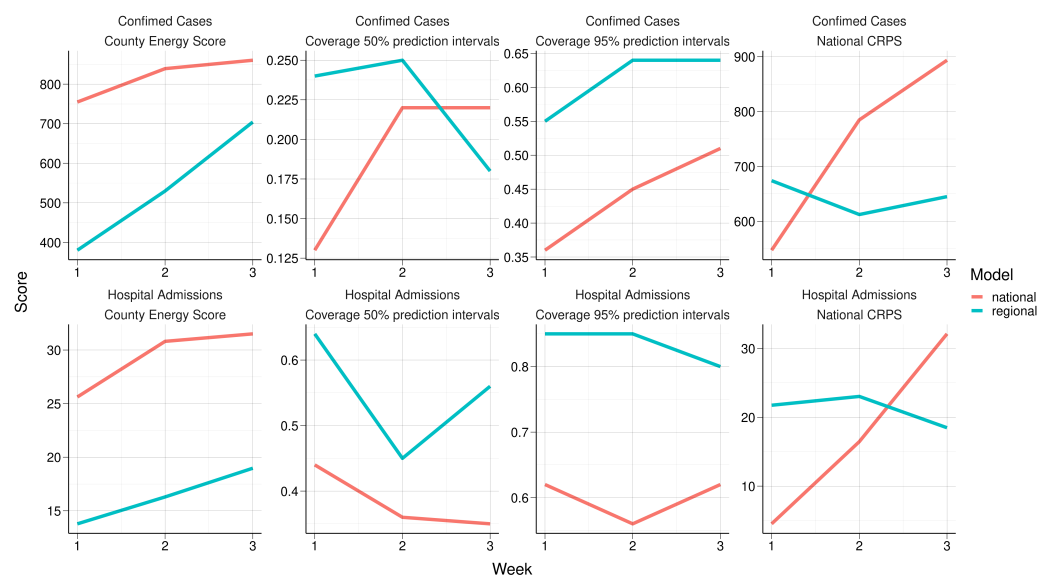 Confimed Cases
County Energy Score
800
700
600
500
400
1 2 3
Confimed Cases
Coverage 50% prediction intervals
0.250
0.225
0.200
0.175
0.150
0.125
1 2 3
Confimed Cases
Coverage 95% prediction intervals
0.65
0.60
0.55
0.50
0.45
0.40
0.35
1 2 3
Confimed Cases
National CRPS
900
800
700
600
1 2 3
Score
Hospital Admissions
County Energy Score
30
25
20
15
1 2 3
Hospital Admissions
Coverage 50% prediction intervals
0.6
0.5
0.4
1 2 3
Hospital Admissions
Coverage 95% prediction intervals
0.8
0.7
0.6
1 2 3
Hospital Admissions
National CRPS
30
20
10
1 2 3
Week
Model
national
regional